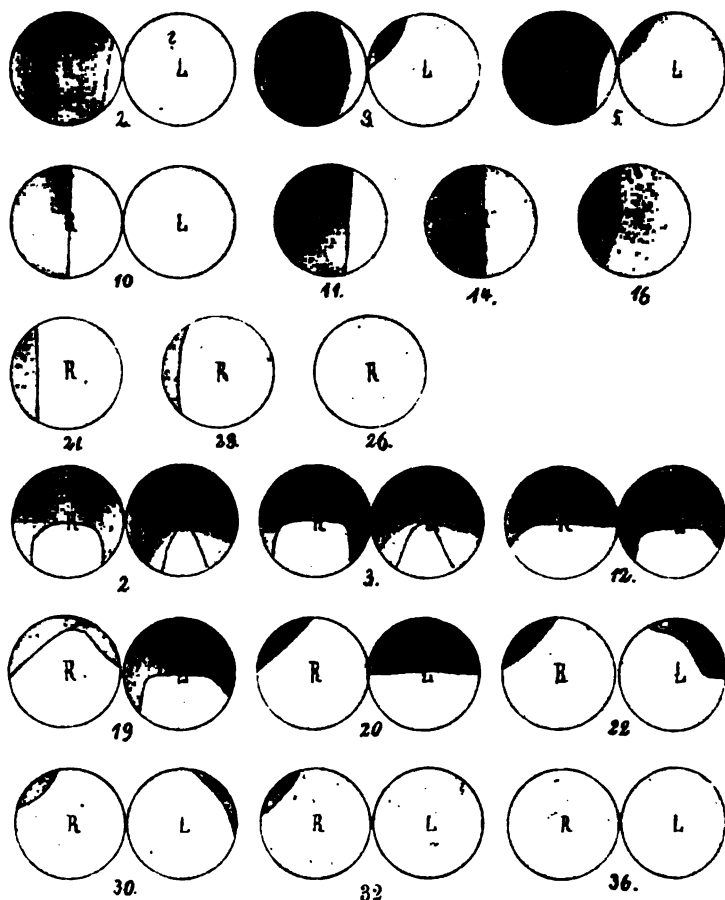 L L L
2. 3. 5.
R L R
10 11. 14. 16
R R R
21 23. 26.
R R
2 3. 12.
R L R L R L
19 20 22
R L R L R L
30. 32 36.